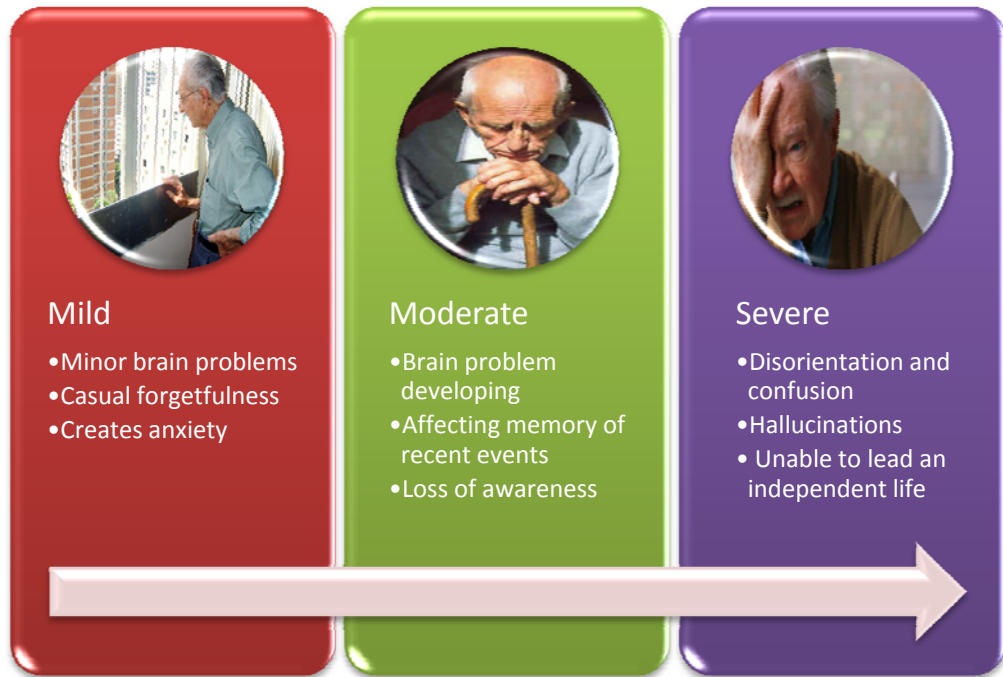 Mild
•Minor brain problems
•Casual forgetfulness
•Creates anxiety
Moderate
•Brain problem
developing
•Affecting memory of
recent events
•Loss of awareness
Severe
•Disorientation and
confusion
•Hallucinations
• Unable to lead an
independent life